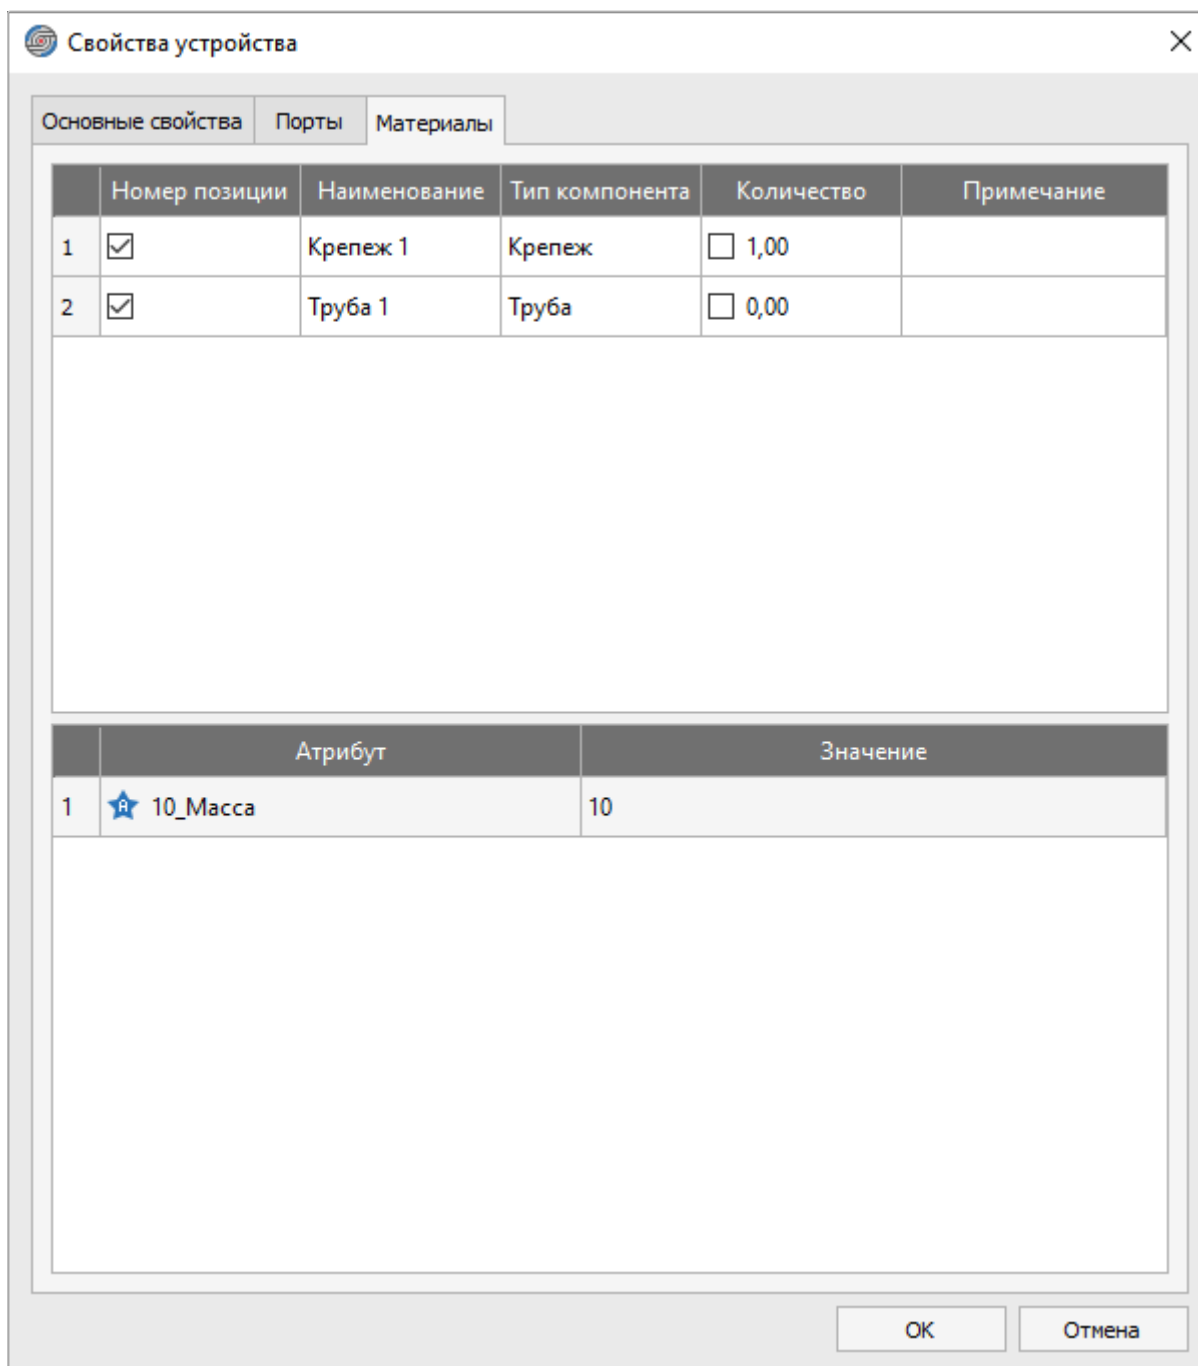 Свойства устройства
Основные свойства Порты Материалы
Номер позиции Наименование Тип компонента Количество Примечание
1 Крепеж 1 Крепеж 1,00
2 Труба 1 Труба 0,00
Атрибут Значение
1 A 10_Масса 10
OK Отмена